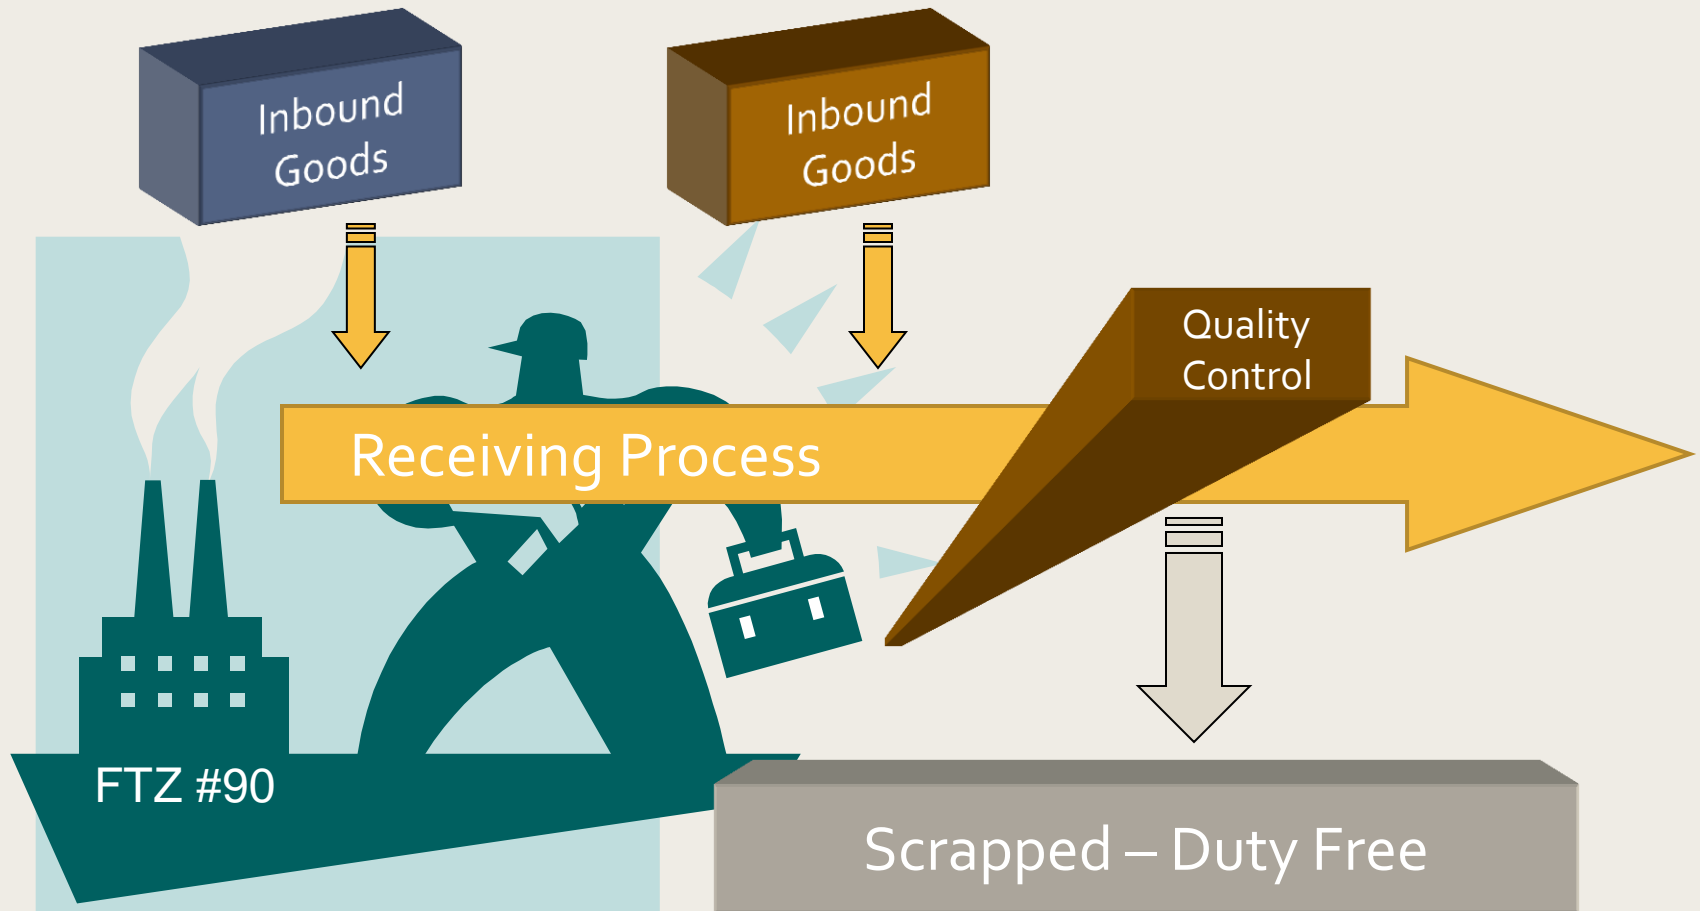 Inbound
Goods
Inbound
Goods
Quality
Control
Receiving Process
FTZ #90
Scrapped – Duty Free